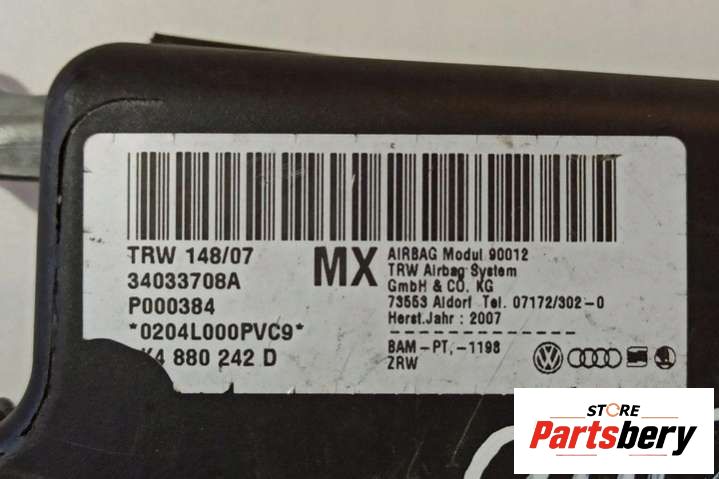 TRW 148/07
34033708A
P000384
*0204L000PVC9*
4 880 242 D
MX
AIRBAG Modul 90012
TRW Airbag System
GmbH & CO. KG
73553 Aldorf Tel. 07172/302-0
Herst.Jahr : 2007
BAM-PT,-1198
ZRW
STORE
Partsbery